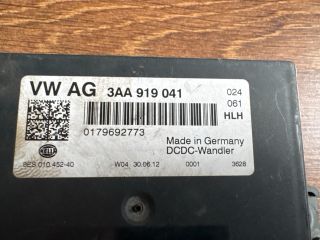 VW AG 3AA 919 041 024
061
HLH
0179692773
Made in Germany
DCDC-Wandler
HELLA
8ES 010.452-40 W04 30.06.12 0001 3628